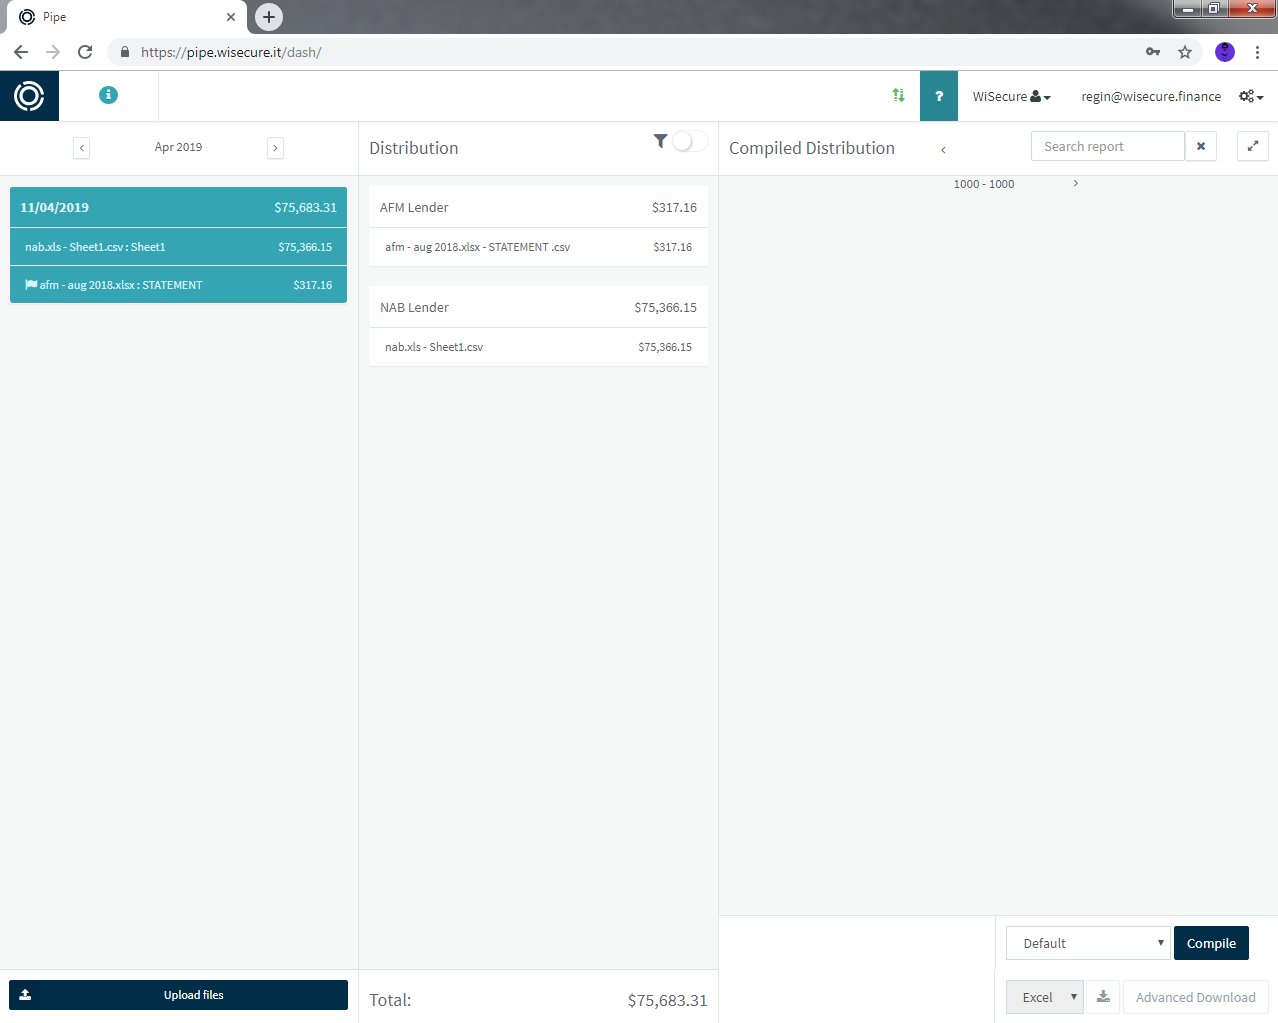 Pipe
https://pipe.wisecure.it/dash/
WiSecure
regin@wisecure.finance
Apr 2019
Distribution
Compiled Distribution
Search report
1000 - 1000
11/04/2019 $75,683.31
nab.xls - Sheet1.csv : Sheet1 $75,366.15
afm - aug 2018.xlsx : STATEMENT $317.16
AFM Lender $317.16
afm - aug 2018.xlsx - STATEMENT .csv $317.16
NAB Lender $75,366.15
nab.xls - Sheet1.csv $75,366.15
Default
Compile
Upload files
Total: $75,683.31
Excel
Advanced Download